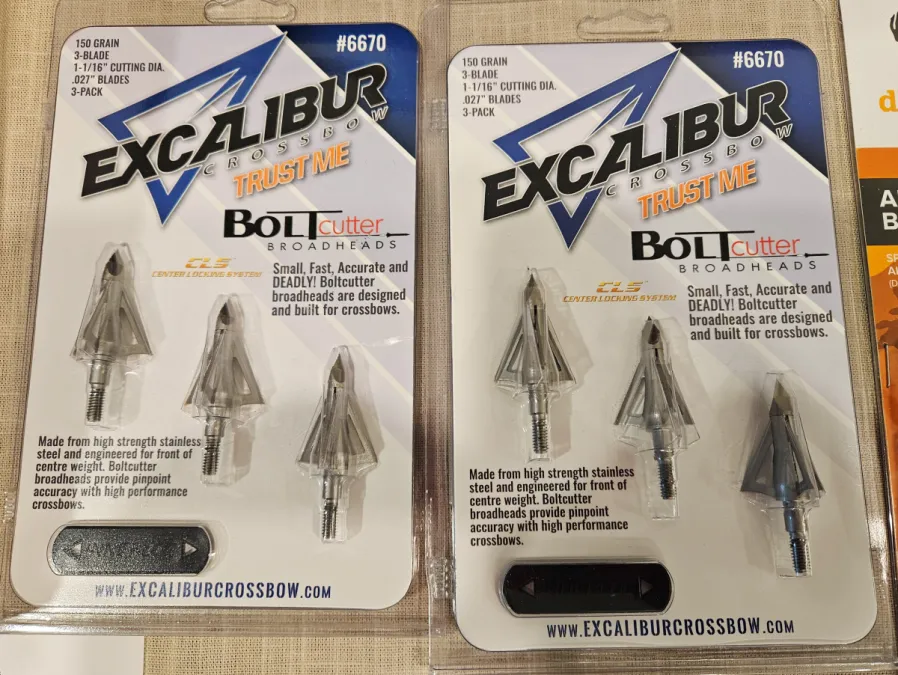 150 GRAIN
3-BLADE
1-1/16" CUTTING DIA.
.027" BLADES
3-PACK
#6670
EXCALIBUR
CROSSBOW
TRUST ME
BOLTcutter
BROADHEADS
CLS
CENTER LOCKING SYSTEM
Small, Fast, Accurate and
DEADLY! Boltcutter
broadheads are designed
and built for crossbows.
Made from high strength stainless
steel and engineered for front of
centre weight. Boltcutter
broadheads provide pinpoint
accuracy with high performance
crossbows.
WWW.EXCALIBURCROSSBOW.COM
150 GRAIN
3-BLADE
1-1/16" CUTTING DIA.
.027" BLADES
3-PACK
#6670
EXCALIBUR
CROSSBOW
TRUST ME
BOLTcutter
BROADHEADS
CLS
CENTER LOCKING SYSTEM
Small, Fast, Accurate and
DEADLY! Boltcutter
broadheads are designed
and built for crossbows.
Made from high strength stainless
steel and engineered for front of
centre weight. Boltcutter
broadheads provide pinpoint
accuracy with high performance
crossbows.
WWW.EXCALIBURCROSSBOW.COM